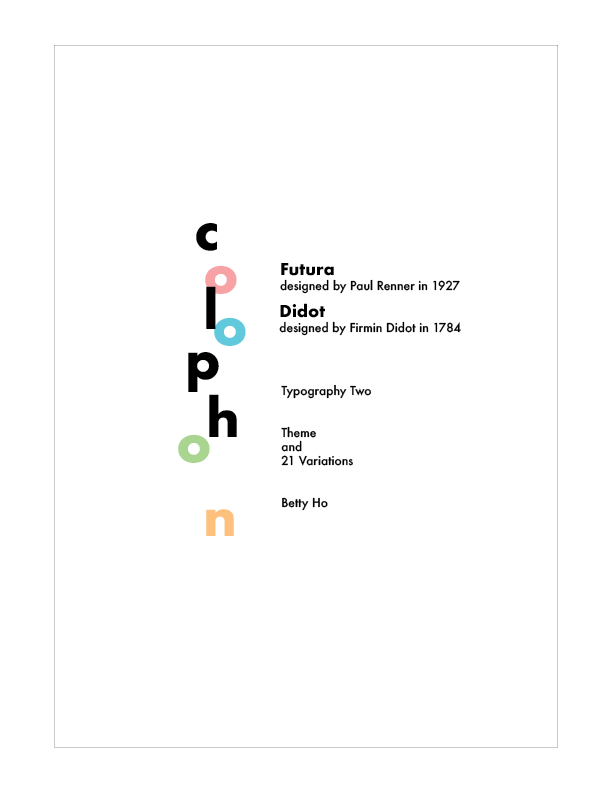 colophon
Futura
designed by Paul Renner in 1927
Didot
designed by Firmin Didot in 1784
Typography Two
Theme
and
21 Variations
Betty Ho